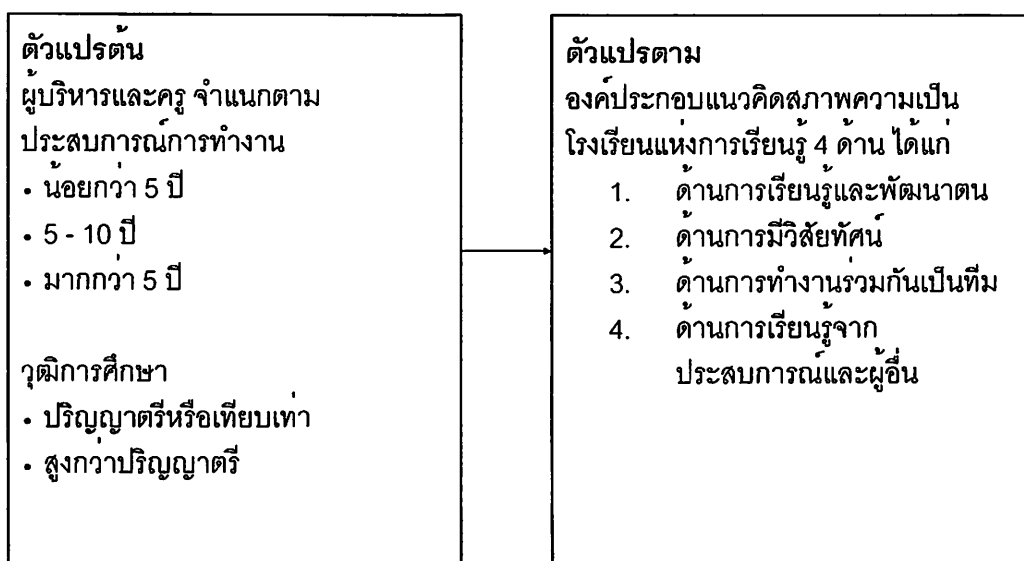 ตัวแปรต้น
ผู้บริหารและครู จำแนกตาม
ประสบการณ์การทำงาน
• น้อยกว่า 5 ปี
• 5 - 10 ปี
• มากกว่า 5 ปี
วุฒิการศึกษา
• ปริญญาตรีหรือเทียบเท่า
• สูงกว่าปริญญาตรี
ตัวแปรตาม
องค์ประกอบแนวคิดสภาพความเป็น
โรงเรียนแห่งการเรียนรู้ 4 ด้าน ได้แก่
1. ด้านการเรียนรู้และพัฒนาตน
2. ด้านการมีวิสัยทัศน์
3. ด้านการทำงานร่วมกันเป็นทีม
4. ด้านการเรียนรู้จาก
ประสบการณ์และผู้อื่น